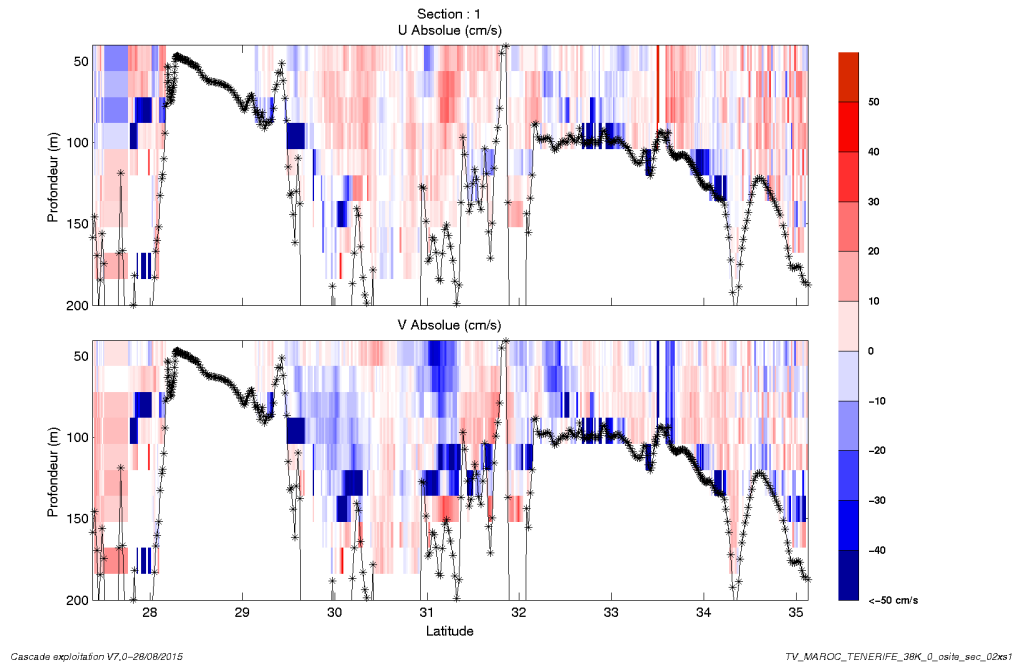 Section : 1
U Absolue (cm/s)
50
100
150
200
Profondeur (m)
V Absolue (cm/s)
50
100
150
200
Profondeur (m)
28 29 30 31 32 33 34 35
Latitude
50
40
30
20
10
0
−10
−20
−30
−40
<−50 cm/s
Cascade exploitation V7,0−28/08/2015
TV_MAROC_TENERIFE_38K_0_osite_sec_02xs1